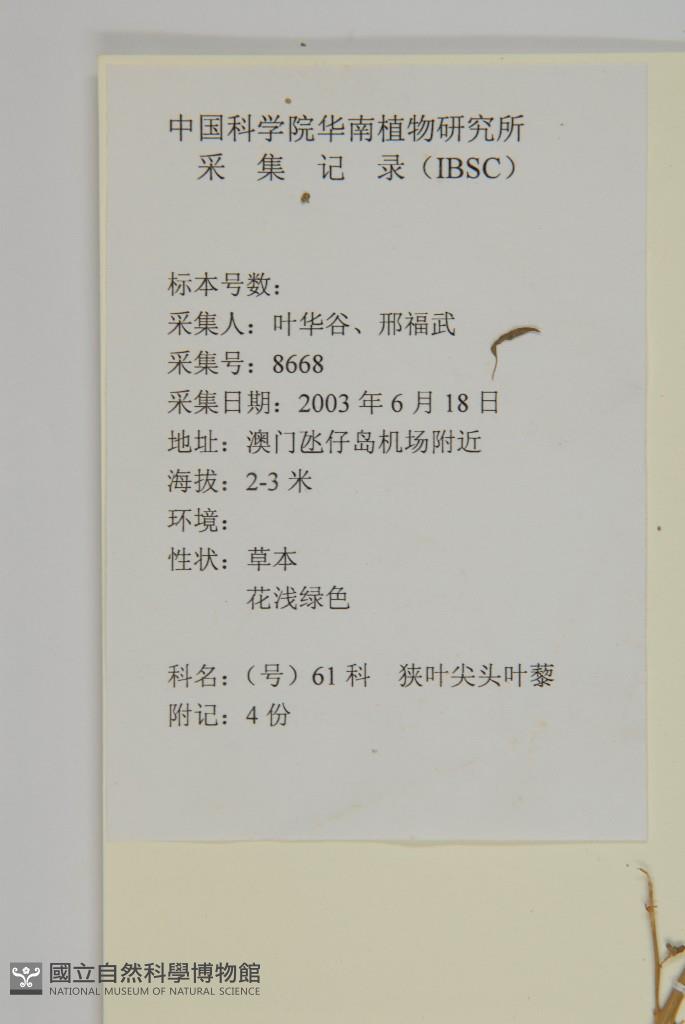 中国科学院华南植物研究所
采 集 记 录（IBSC）
标本号数：
采集人：叶华谷、邢福武
采集号：8668
采集日期：2003 年 6 月 18 日
地址：澳门氹仔岛机场附近
海拔：2-3 米
环境：
性状：草本
花浅绿色
科名：（号）61 科 狭叶尖头叶藜
附记：4 份
國立自然科學博物館
NATIONAL MUSEUM OF NATURAL SCIENCE